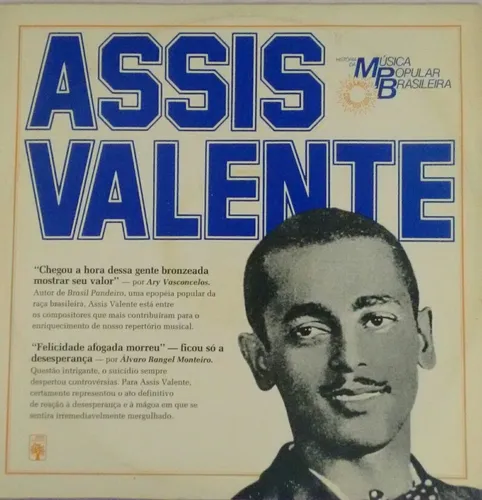 ASSIS
VALENTE
HISTÓRIA DA
MÚSICA
POPULAR
BRASILEIRA
“Chegou a hora dessa gente bronzeada
mostrar seu valor” — por Ary Vasconcelos.
Autor de Brasil Pandeiro, uma epopéia popular da
raça brasileira, Assis Valente está entre
os compositores que mais contribuíram para o
enriquecimento de nosso repertório musical.
“Felicidade afogada morreu” — ficou só a
desesperança — por Álvaro Rangel Monteiro.
Questão intrigante, o suicídio sempre
despertou controvérsias. Para Assis Valente,
certamente representou o ato definitivo
de reação à desesperança e à mágoa em que se
sentira irremediavelmente mergulhado.